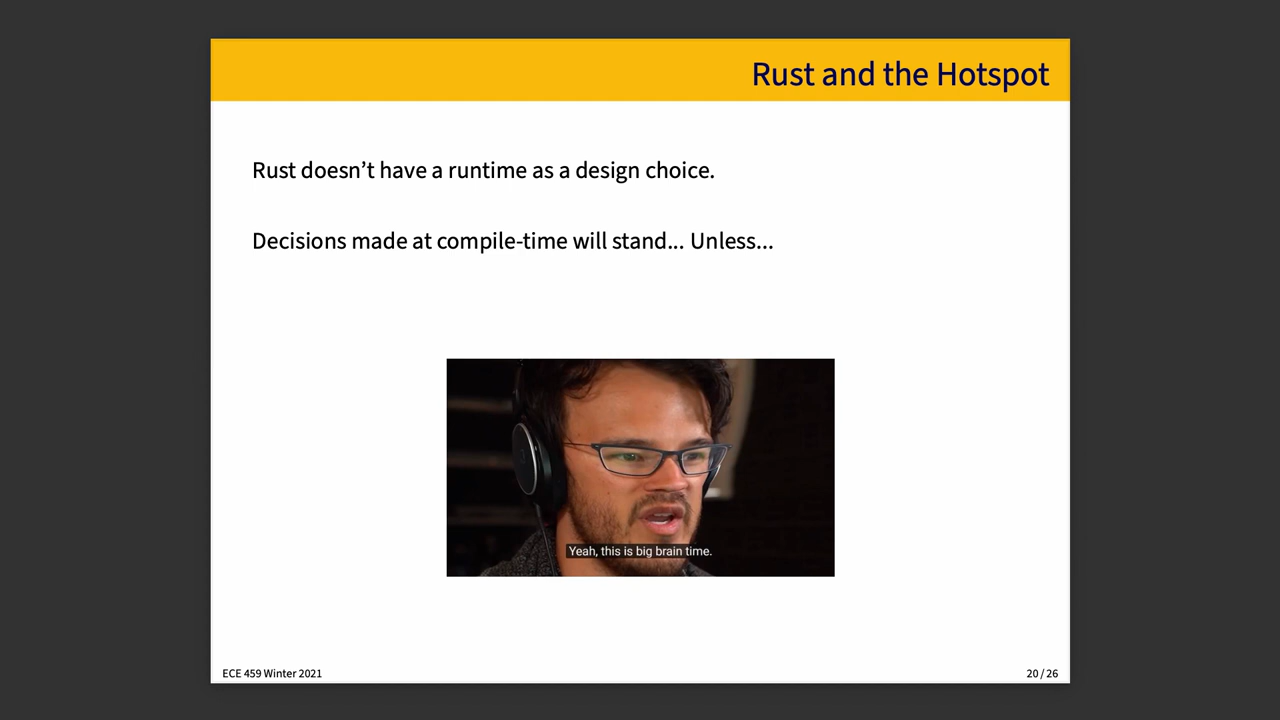 Rust and the Hotspot
Rust doesn’t have a runtime as a design choice.
Decisions made at compile-time will stand... Unless...
Yeah, this is big brain time.
ECE 459 Winter 2021
20 / 26